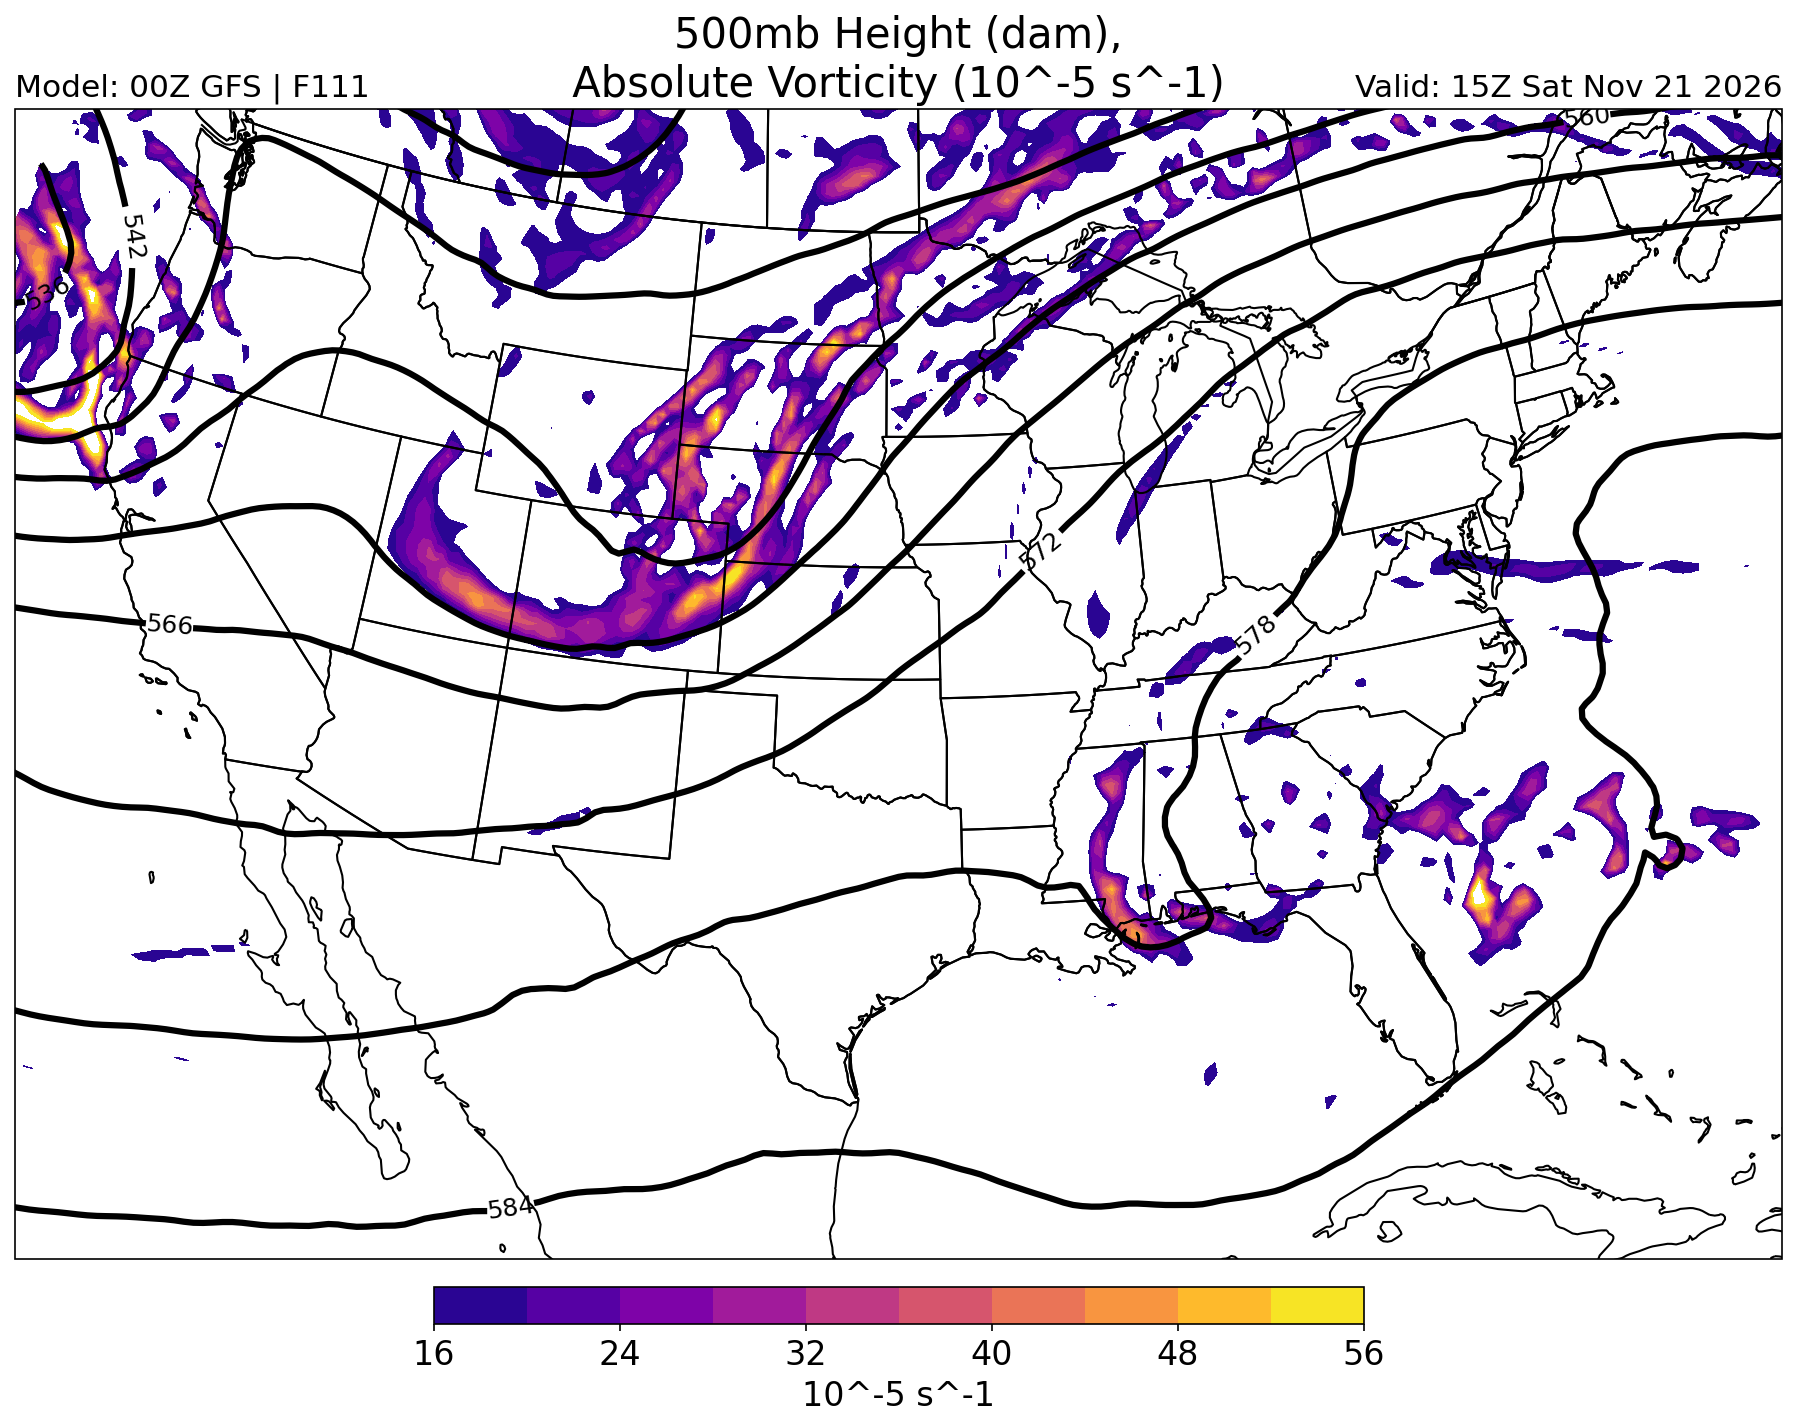 500mb Height (dam),
Absolute Vorticity (10^-5 s^-1)
Model: 00Z GFS | F111
Valid: 15Z Sat Nov 21 2026
560
542
536
572
578
566
584
16 24 32 40 48 56
10^-5 s^-1